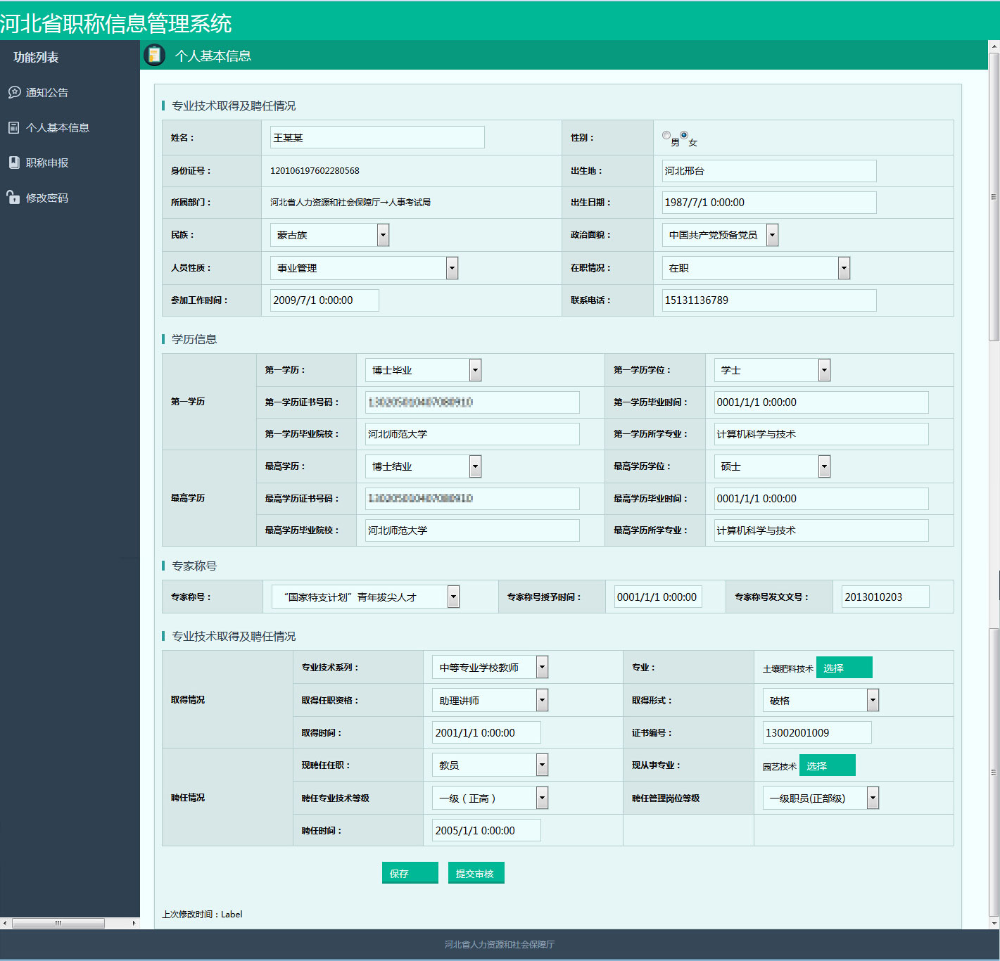 河北省职称信息管理系统
功能列表
通知公告
个人基本信息
职称申报
修改密码
个人基本信息
专业技术取得及聘任情况
姓名： 王某某 性别： 男 女
身份证号： 120106197602280568 出生地： 河北邢台
所属部门： 河北省人力资源和社会保障厅→人事考试局 出生日期： 1987/7/1 0:00:00
民族： 蒙古族 政治面貌： 中国共产党预备党员
人员性质： 事业管理 在职情况： 在职
参加工作时间： 2009/7/1 0:00:00 联系电话： 15131136789
学历信息
第一学历
第一学历： 博士毕业 第一学历学位： 学士
第一学历证书号码： 第一学历毕业时间： 0001/1/1 0:00:00
第一学历毕业院校： 河北师范大学 第一学历所学专业： 计算机科学与技术
最高学历
最高学历： 博士结业 最高学历学位： 硕士
最高学历证书号码： 最高学历毕业时间： 0001/1/1 0:00:00
最高学历毕业院校： 河北师范大学 最高学历所学专业： 计算机科学与技术
专家称号
专家称号： “国家特支计划”青年拔尖人才 专家称号授予时间： 0001/1/1 0:00:00 专家称号发文文号： 2013010203
专业技术取得及聘任情况
取得情况
专业技术系列： 中等专业学校教师 专业： 土壤肥料技术 选择
取得任职资格： 助理讲师 取得形式： 破格
取得时间： 2001/1/1 0:00:00 证书编号： 13002001009
聘任情况
现聘任任职： 教员 现从事专业： 园艺技术 选择
聘任专业技术等级 一级（正高） 聘任管理岗位等级 一级职员(正部级)
聘任时间： 2005/1/1 0:00:00
保存 提交审核
上次修改时间：Label
河北省人力资源和社会保障厅